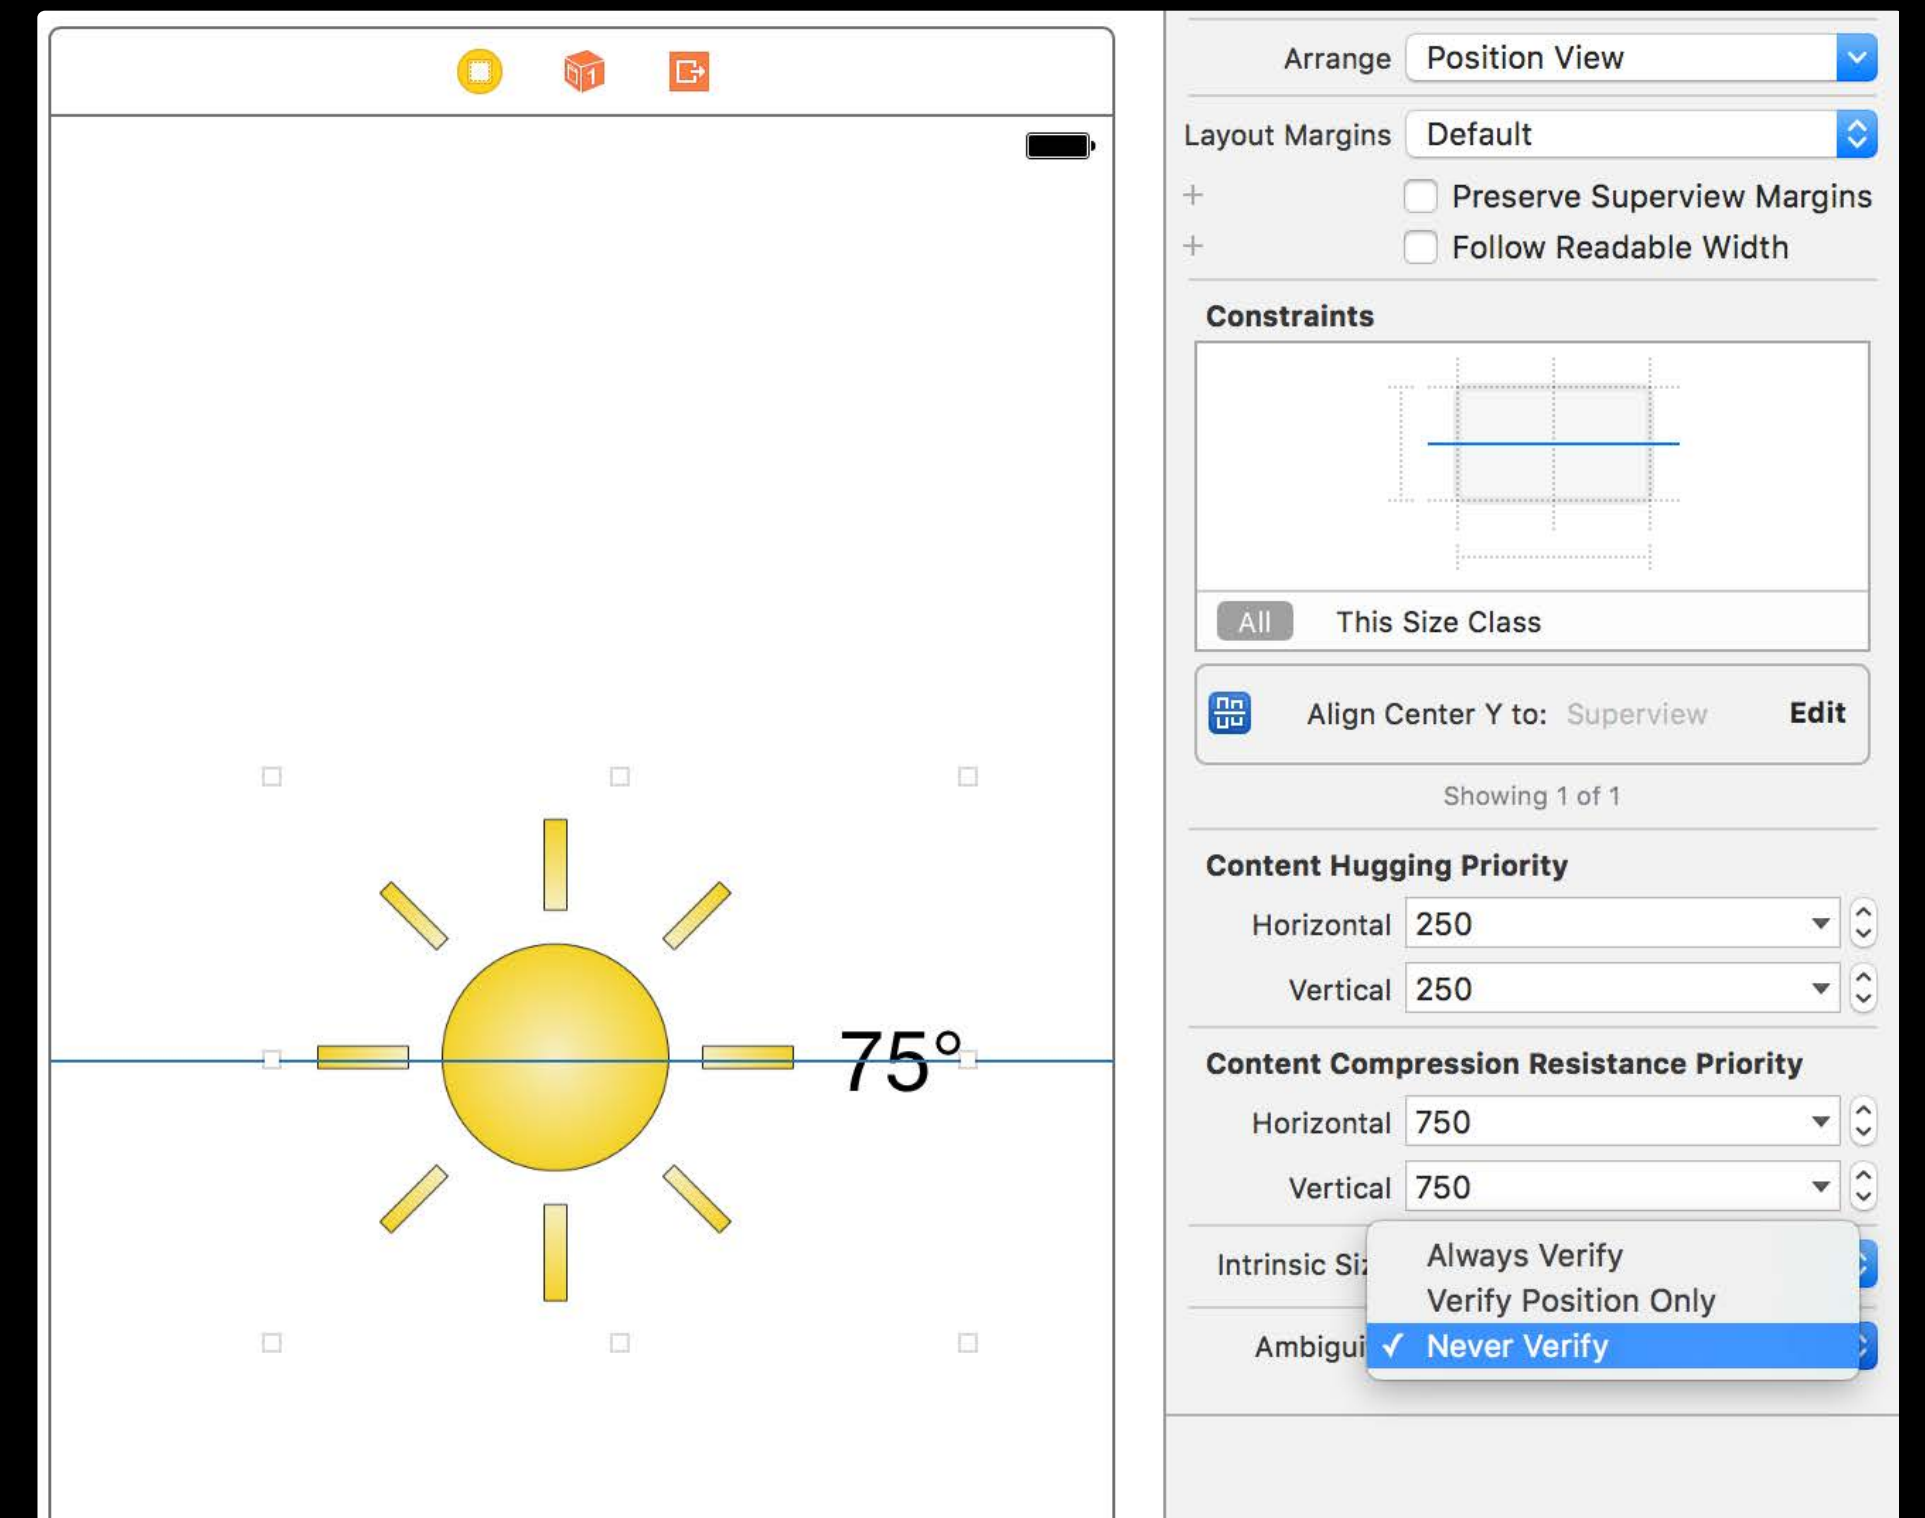 1
75°
Arrange Position View
Layout Margins Default
+ Preserve Superview Margins
+ Follow Readable Width
Constraints
All This Size Class
Align Center Y to: Superview Edit
Showing 1 of 1
Content Hugging Priority
Horizontal 250
Vertical 250
Content Compression Resistance Priority
Horizontal 750
Vertical 750
Always Verify
Intrinsic
Verify Position Only
✓ Never Verify